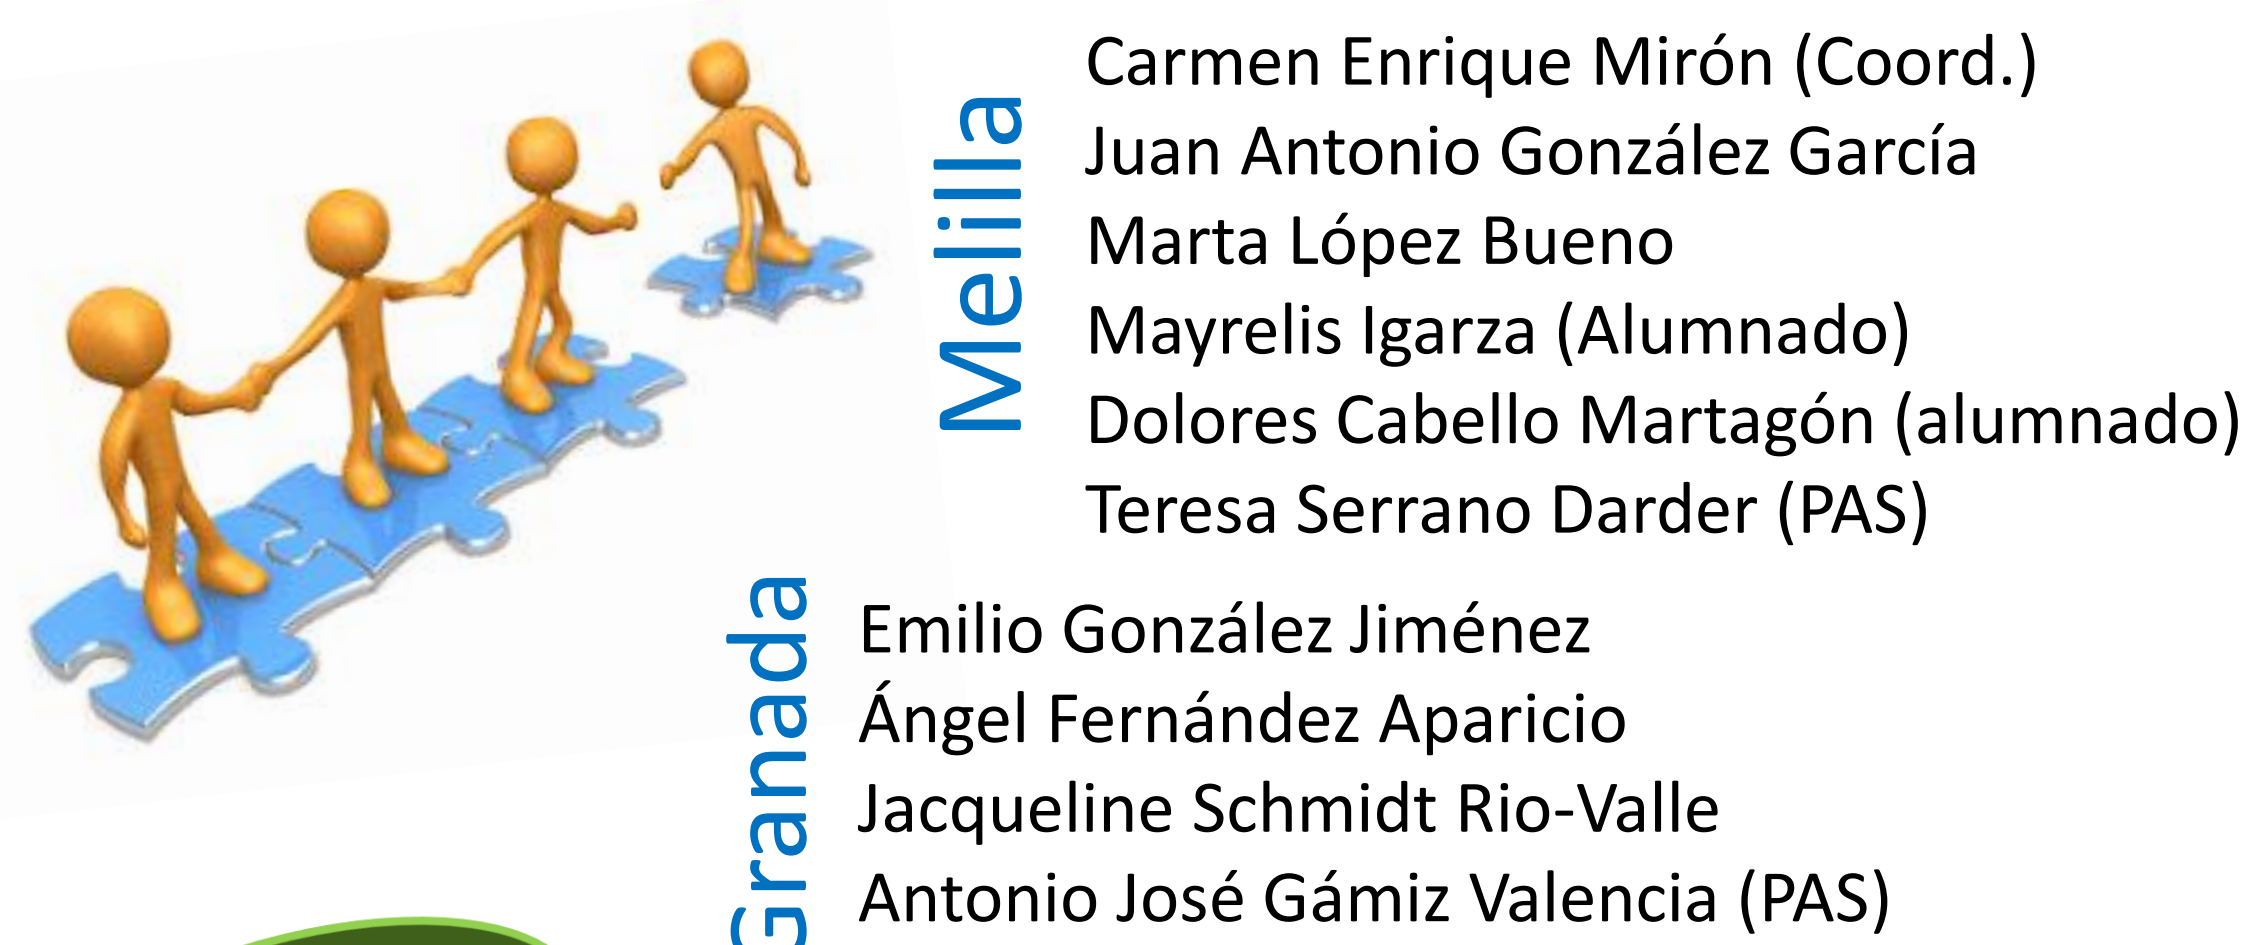 Melilla
Carmen Enrique Mirón (Coord.)
Juan Antonio González García
Marta López Bueno
Mayrelis Igarza (Alumnado)
Dolores Cabello Martagón (alumnado)
Teresa Serrano Darder (PAS)
Granada
Emilio González Jiménez
Ángel Fernández Aparicio
Jacqueline Schmidt Rio-Valle
Antonio José Gámiz Valencia (PAS)